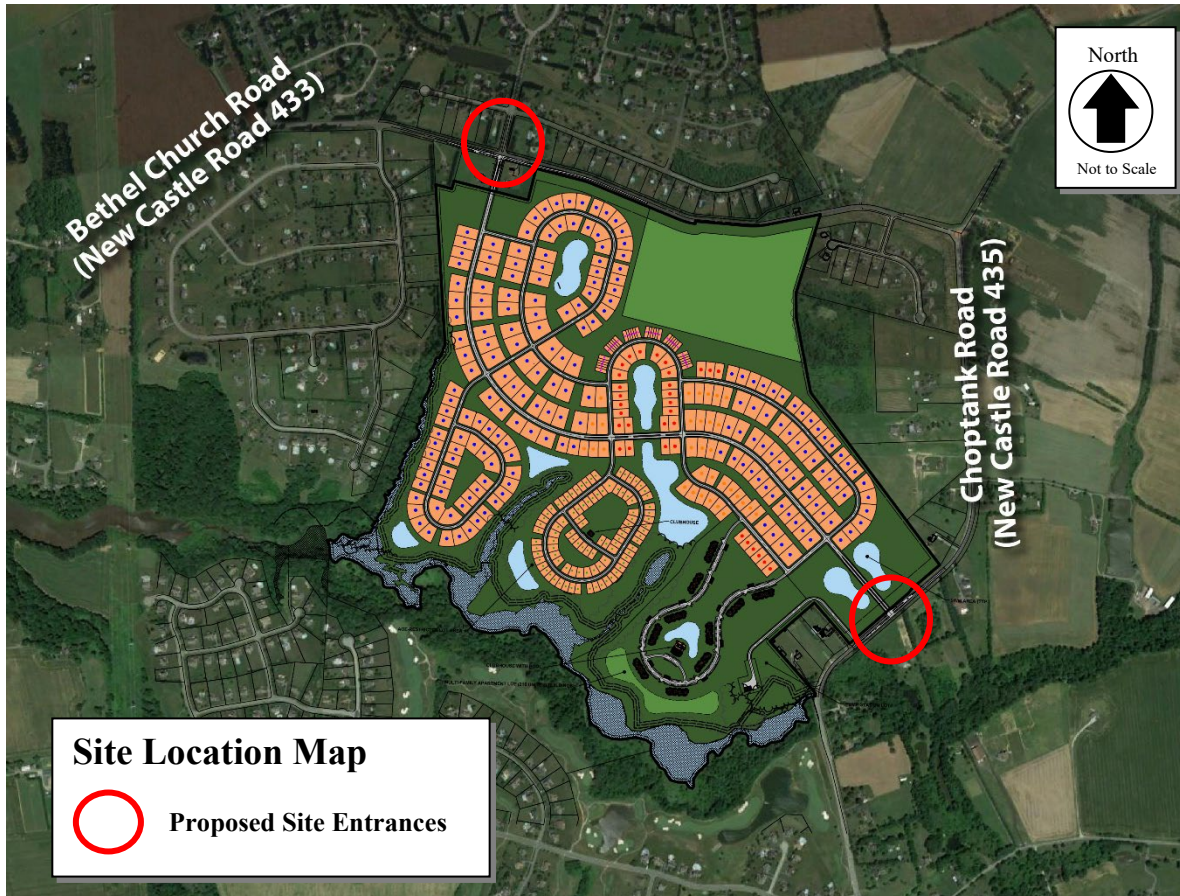 Bethel Church Road
(New Castle Road 433)
North
Not to Scale
Choptank Road
(New Castle Road 435)
CLUBHOUSE
Site Location Map
Proposed Site Entrances